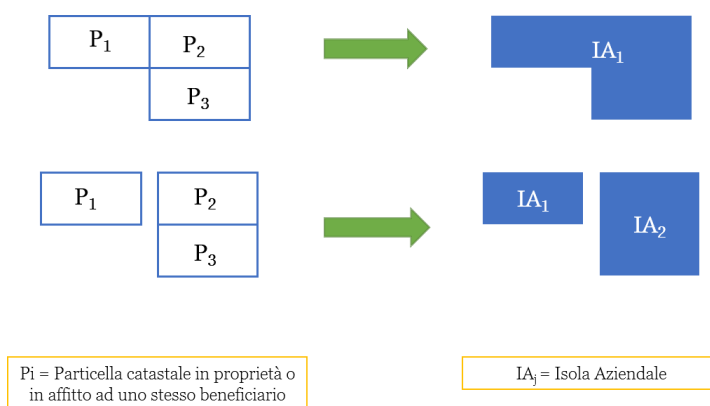 P₁ P₂ IA₁
P₃
P₁ P₂ IA₁
P₃ IA₂
Pi = Particella catastale in proprietà o
in affitto ad uno stesso beneficiario
IAⱼ = Isola Aziendale